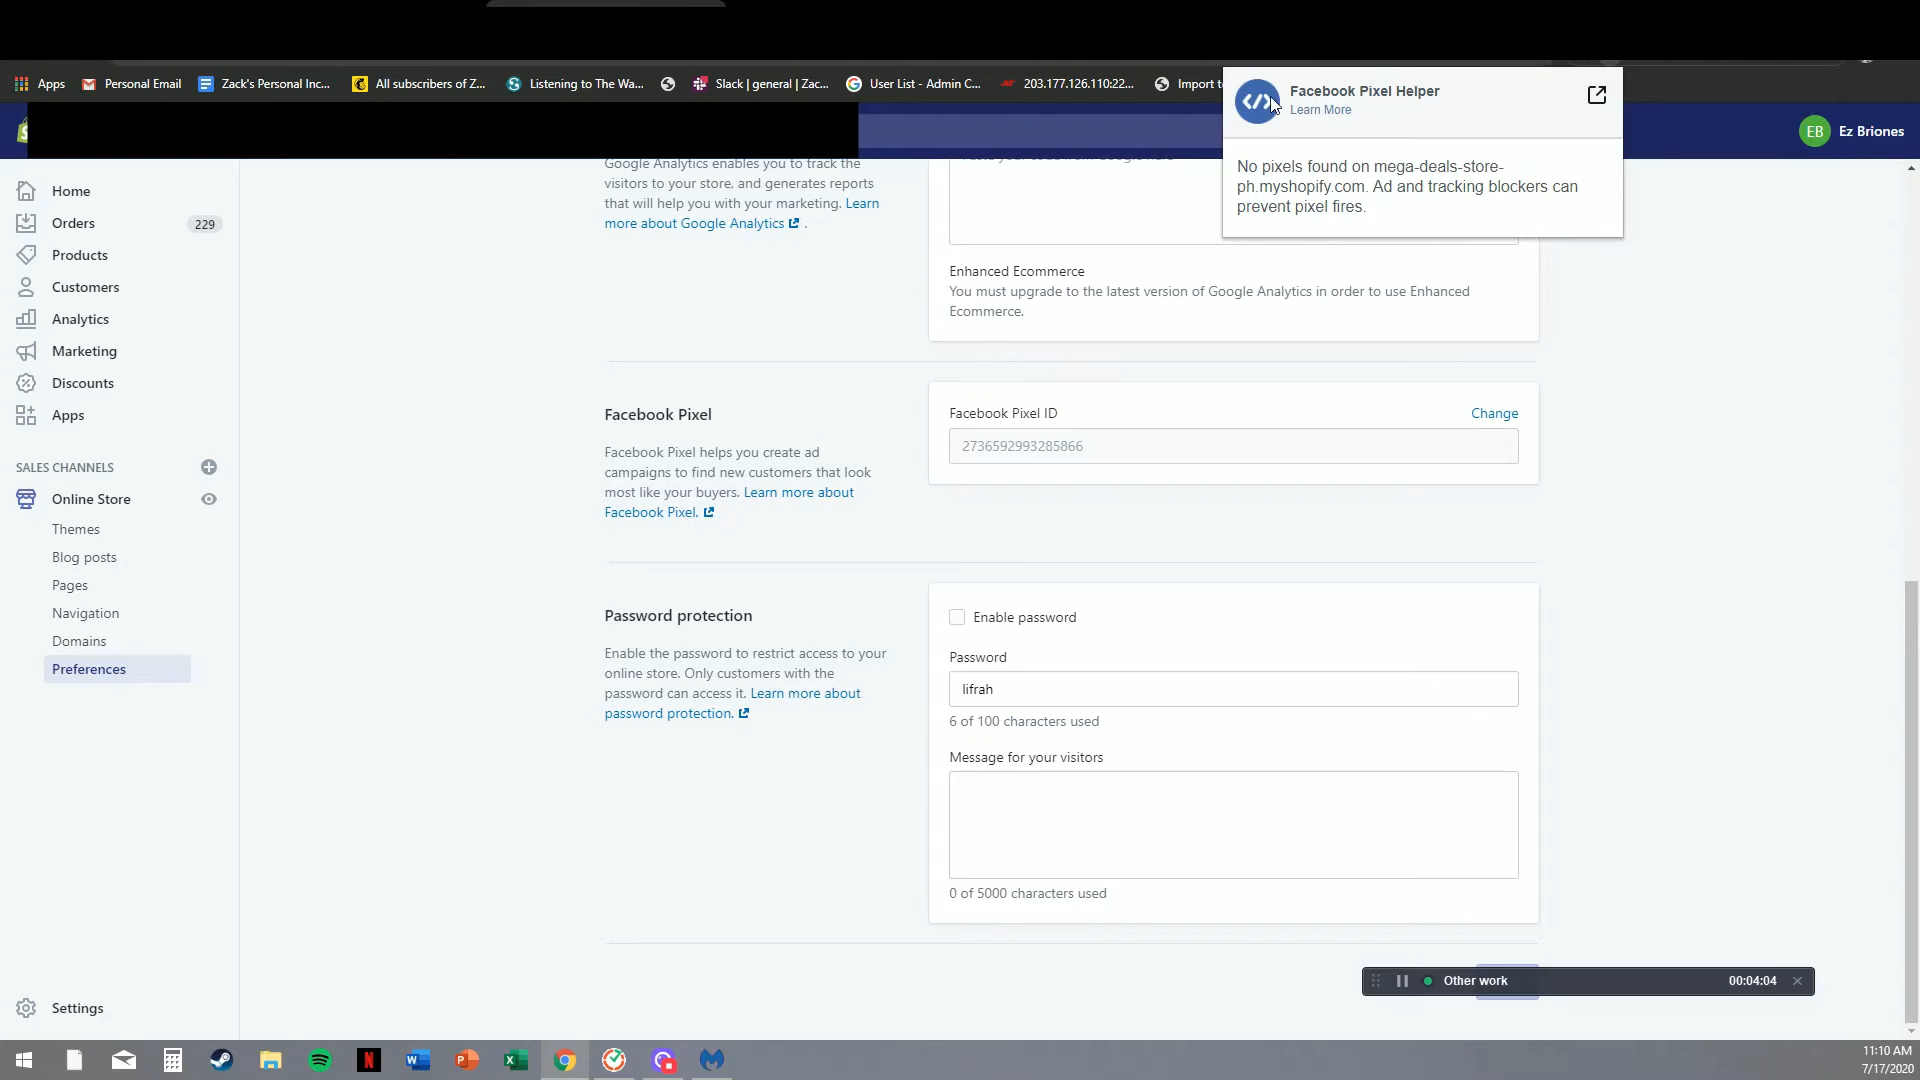 Apps
Personal Email
Zack's Personal Inc...
All subscribers of Z...
Listening to The Wa...
Slack | general | Zac...
User List - Admin C...
203.177.126.110:22...
Import t
Facebook Pixel Helper
Learn More
No pixels found on mega-deals-store-
ph.myshopify.com. Ad and tracking blockers can
prevent pixel fires.
EB
Ez Briones
Home
Orders
229
Products
Customers
Analytics
Marketing
Discounts
Apps
SALES CHANNELS
Online Store
Themes
Blog posts
Pages
Navigation
Domains
Preferences
Settings
Google Analytics enables you to track the
visitors to your store, and generates reports
that will help you with your marketing. Learn
more about Google Analytics .
Enhanced Ecommerce
You must upgrade to the latest version of Google Analytics in order to use Enhanced
Ecommerce.
Facebook Pixel
Facebook Pixel helps you create ad
campaigns to find new customers that look
most like your buyers. Learn more about
Facebook Pixel.
Facebook Pixel ID
Change
2736592993285866
Password protection
Enable the password to restrict access to your
online store. Only customers with the
password can access it. Learn more about
password protection.
Enable password
Password
lifrah
6 of 100 characters used
Message for your visitors
0 of 5000 characters used
Other work
00:04:04
11:10 AM
7/17/2020